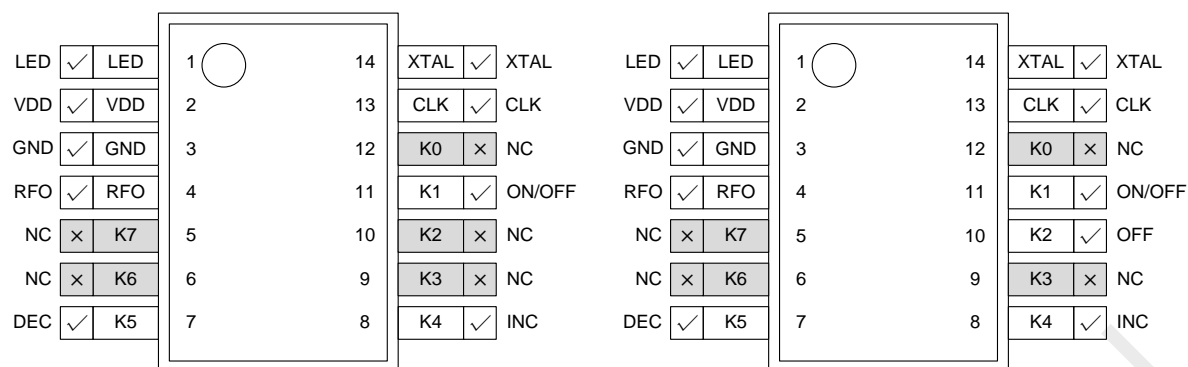 LED ✓ LED 1 14 XTAL ✓ XTAL LED ✓ LED 1 14 XTAL ✓ XTAL
VDD ✓ VDD 2 13 CLK ✓ CLK VDD ✓ VDD 2 13 CLK ✓ CLK
GND ✓ GND 3 12 K0 × NC GND ✓ GND 3 12 K0 × NC
RFO ✓ RFO 4 11 K1 ✓ ON/OFF RFO ✓ RFO 4 11 K1 ✓ ON/OFF
NC × K7 5 10 K2 × NC NC × K7 5 10 K2 ✓ OFF
NC × K6 6 9 K3 × NC NC × K6 6 9 K3 × NC
DEC ✓ K5 7 8 K4 ✓ INC DEC ✓ K5 7 8 K4 ✓ INC